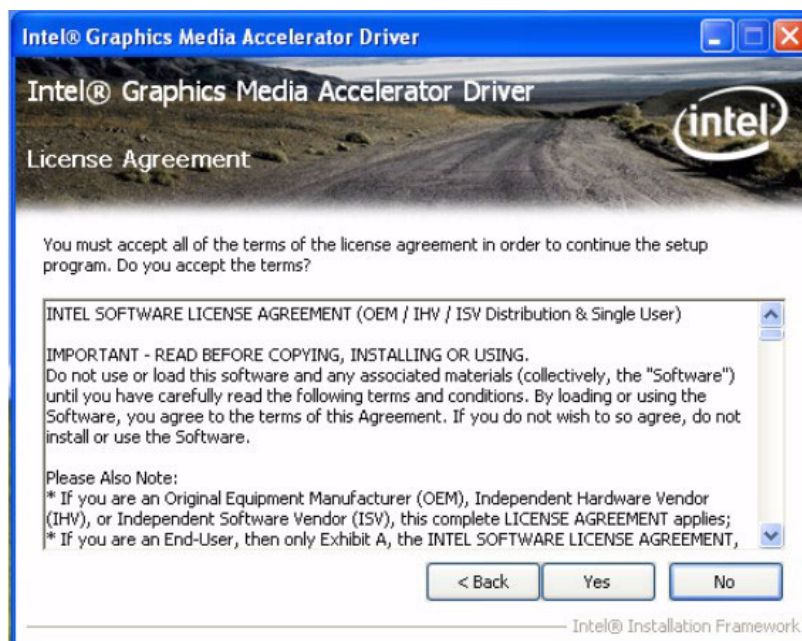 Intel® Graphics Media Accelerator Driver
Intel® Graphics Media Accelerator Driver
intel
License Agreement
You must accept all of the terms of the license agreement in order to continue the setup
program. Do you accept the terms?
INTEL SOFTWARE LICENSE AGREEMENT (OEM / IHV / ISV Distribution & Single User)
IMPORTANT - READ BEFORE COPYING, INSTALLING OR USING.
Do not use or load this software and any associated materials (collectively, the "Software")
until you have carefully read the following terms and conditions. By loading or using the
Software, you agree to the terms of this Agreement. If you do not wish to so agree, do not
install or use the Software.
Please Also Note:
* If you are an Original Equipment Manufacturer (OEM), Independent Hardware Vendor
(IHV), or Independent Software Vendor (ISV), this complete LICENSE AGREEMENT applies;
* If you are an End-User, then only Exhibit A, the INTEL SOFTWARE LICENSE AGREEMENT,
< Back Yes No
Intel® Installation Framework